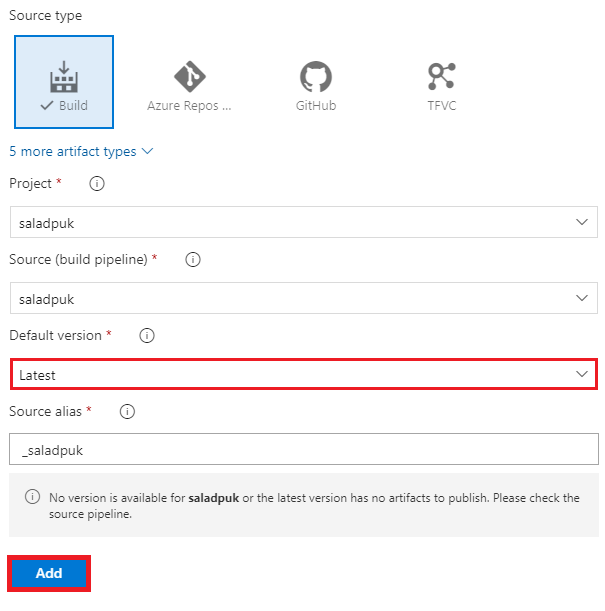 Source type
Build
Azure Repos ...
GitHub
TFVC
5 more artifact types
Project *
saladpuk
Source (build pipeline) *
saladpuk
Default version *
Latest
Source alias *
_saladpuk
No version is available for saladpuk or the latest version has no artifacts to publish. Please check the
source pipeline.
Add